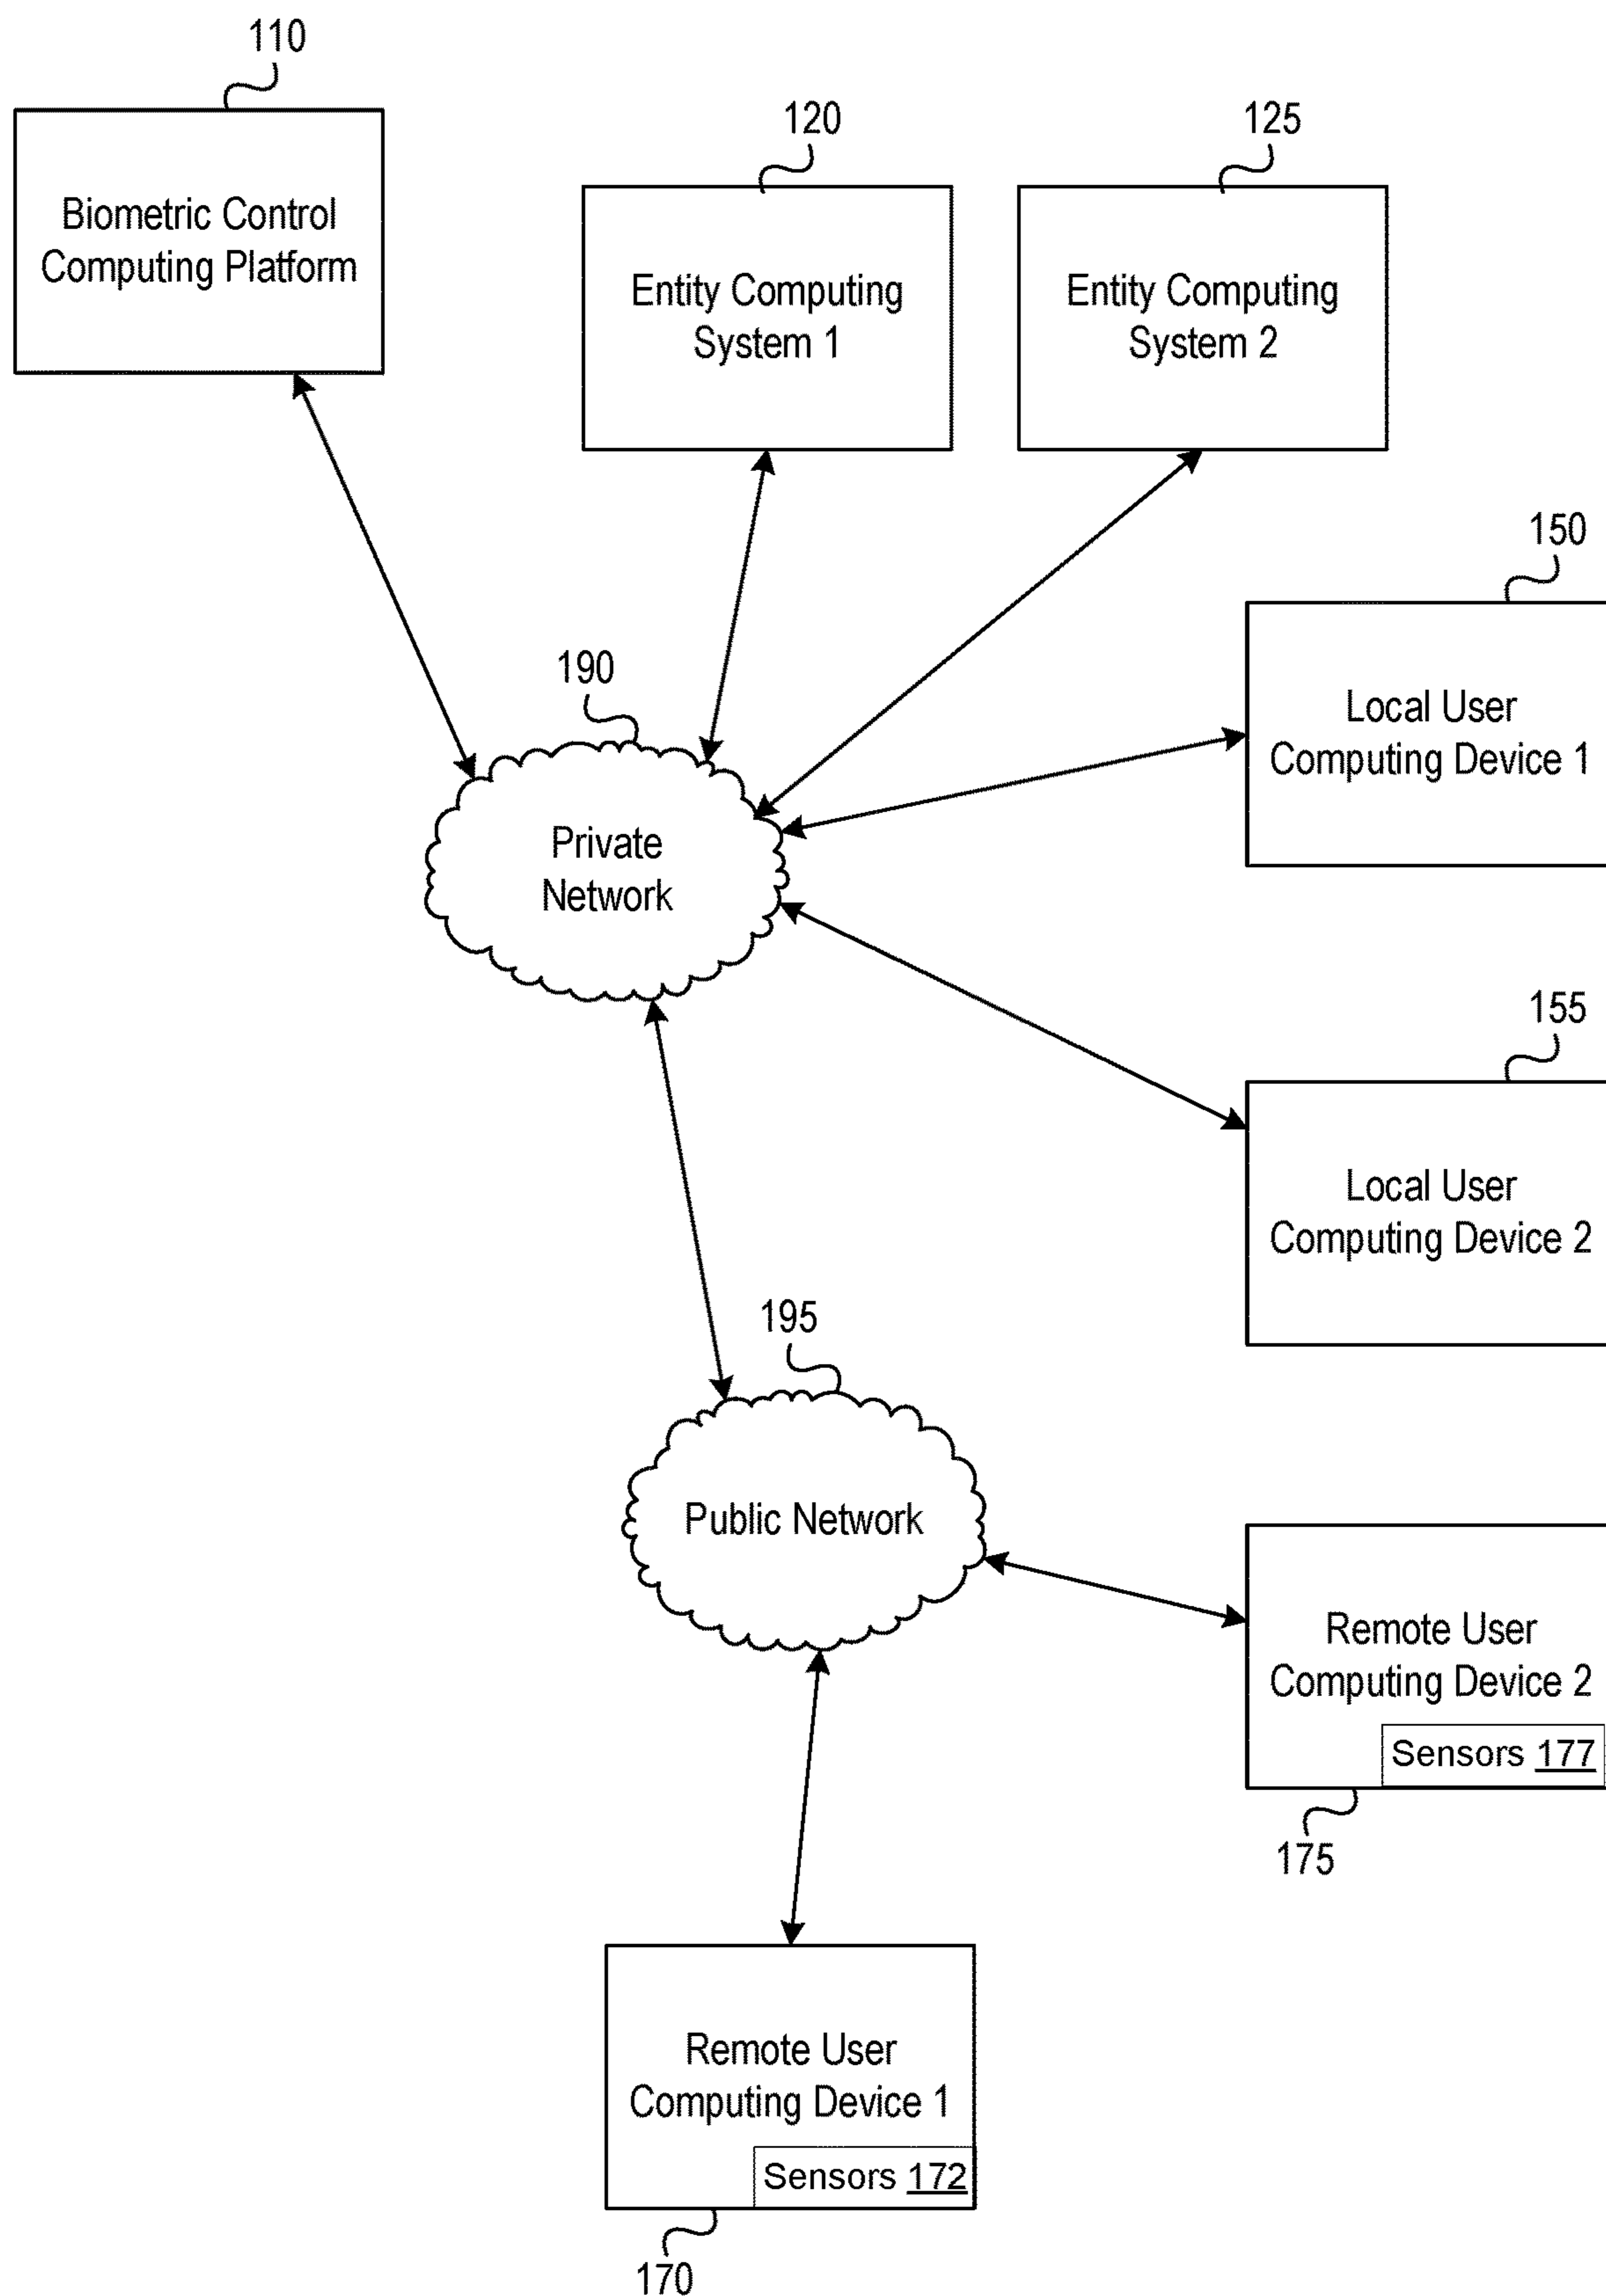 110
Biometric Control
Computing Platform
120
Entity Computing
System 1
125
Entity Computing
System 2
150
Local User
Computing Device 1
190
Private
Network
155
Local User
Computing Device 2
195
Public Network
Remote User
Computing Device 2
Sensors 177
175
Remote User
Computing Device 1
Sensors 172
170